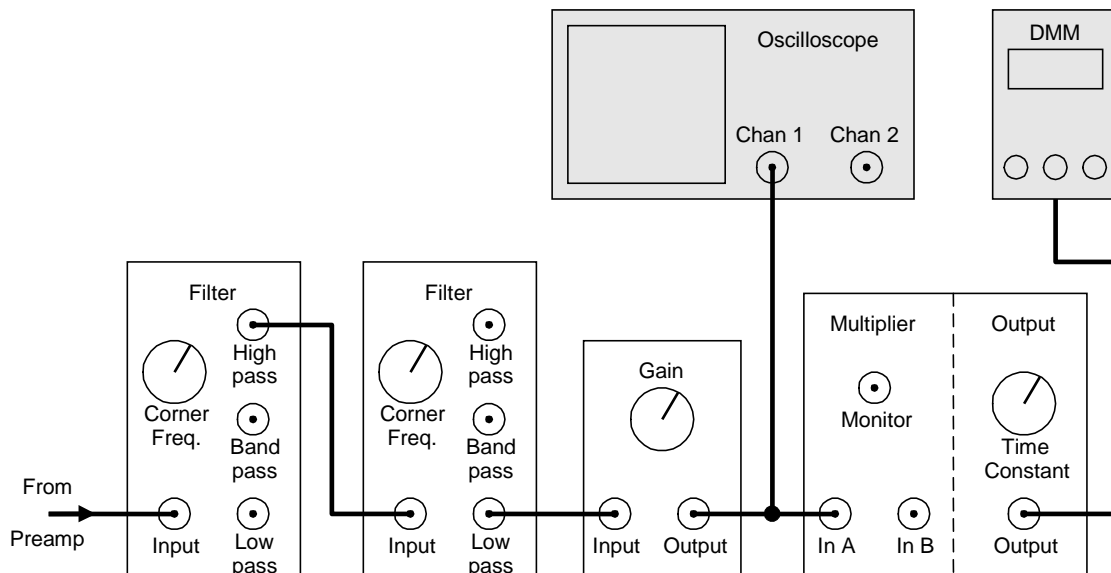 Oscilloscope
Chan 1
Chan 2
DMM
Filter
High
pass
Corner
Freq.
Band
pass
Input
Low
pass
Filter
High
pass
Corner
Freq.
Band
pass
Input
Low
pass
From
Preamp
Gain
Input
Output
Multiplier
Monitor
In A
In B
Output
Time
Constant
Output